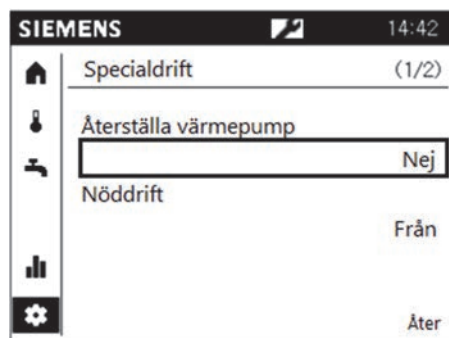 SIEMENS 14:42
Specialdrift (1/2)
Återställa värmepump
Nej
Nöddrift
Från
Åter